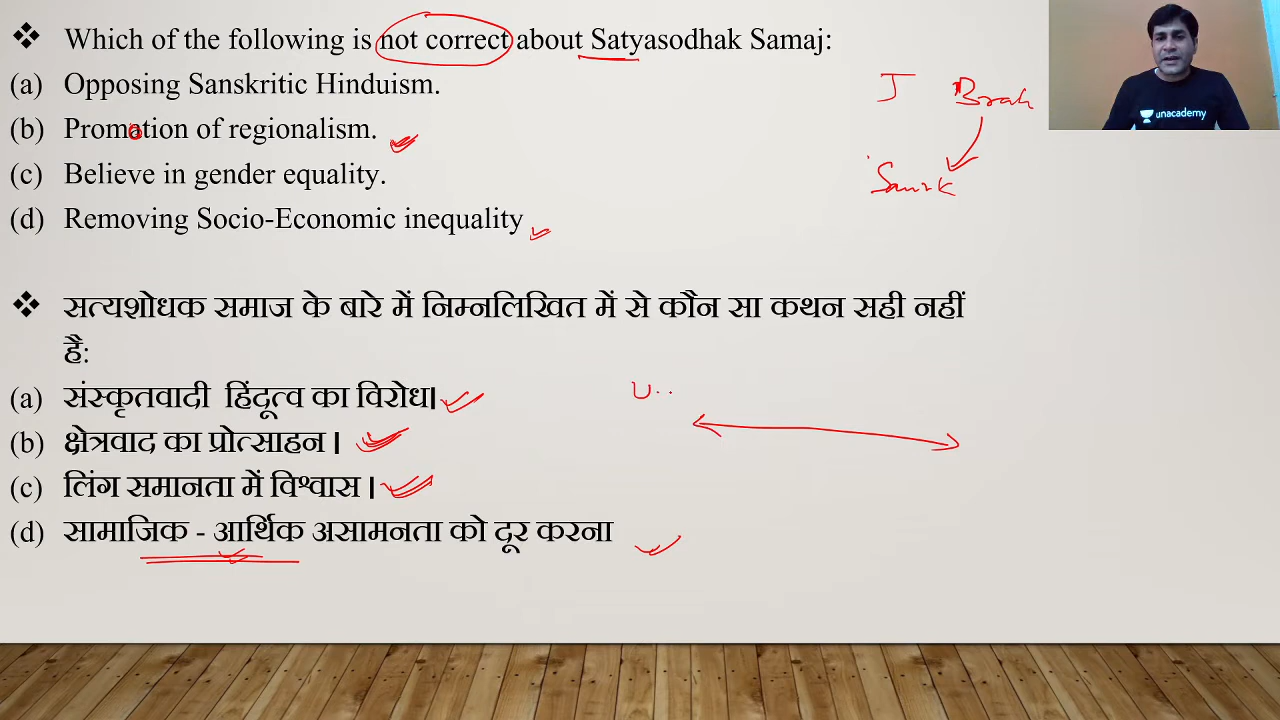 ❖ Which of the following is not correct about Satyasodhak Samaj:
(a) Opposing Sanskritic Hinduism.
(b) Promotion of regionalism.
(c) Believe in gender equality.
(d) Removing Socio-Economic inequality
J Brah
Sansk
unacademy
❖ सत्यशोधक समाज के बारे में निम्नलिखित में से कौन सा कथन सही नहीं
है:
(a) संस्कृतवादी हिंदूत्व का विरोध।
(b) क्षेत्रवाद का प्रोत्साहन ।
(c) लिंग समानता में विश्वास ।
(d) सामाजिक - आर्थिक असामनता को दूर करना
U..